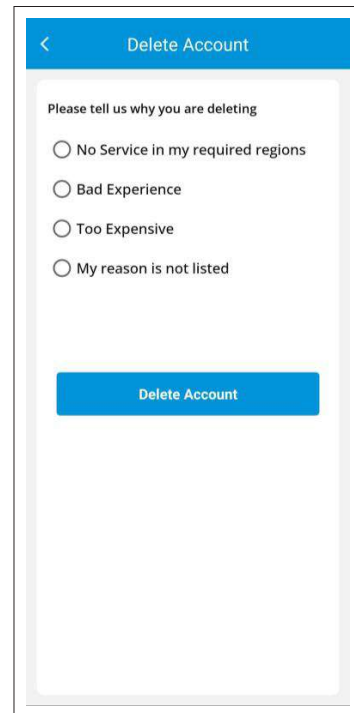 Delete Account
Please tell us why you are deleting
No Service in my required regions
Bad Experience
Too Expensive
My reason is not listed
Delete Account